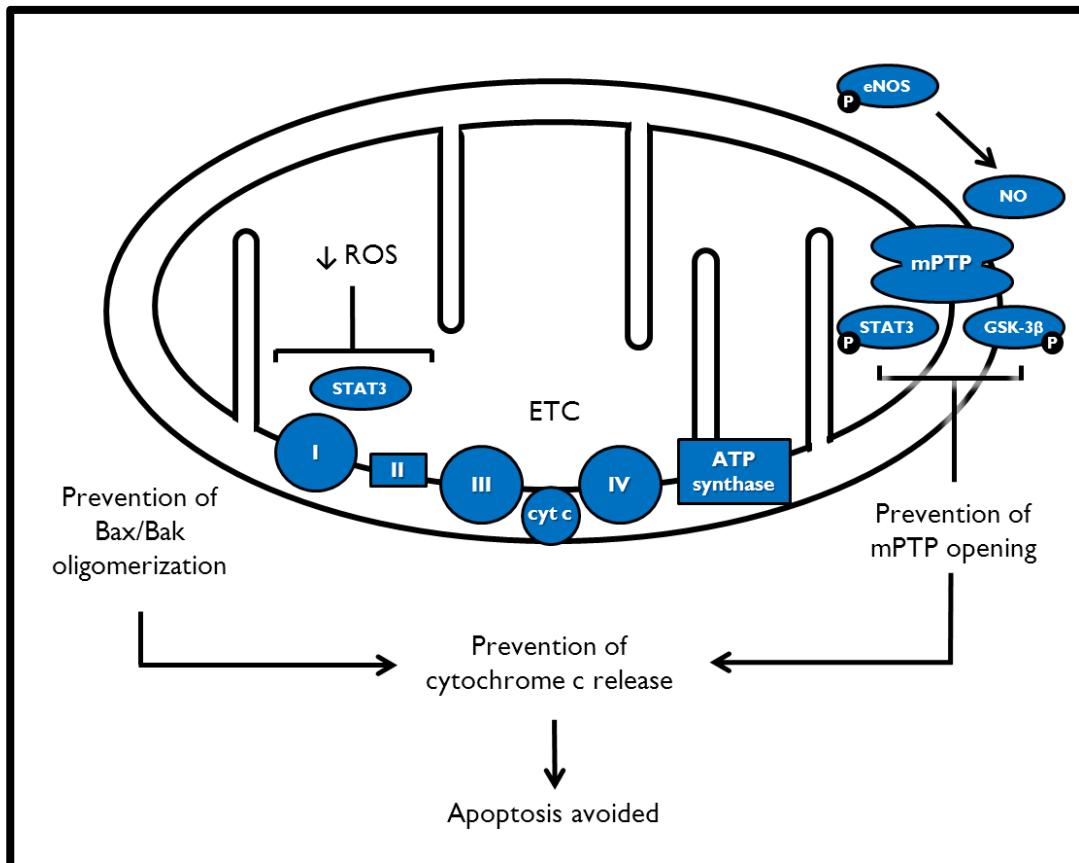 eNOS
P
NO
mPTP
↓ ROS
STAT3
P
GSK-3β
P
STAT3
ETC
I
II
III
cyt c
IV
ATP
synthase
Prevention of
Bax/Bak
oligomerization
Prevention of
mPTP opening
Prevention of
cytochrome c release
Apoptosis avoided